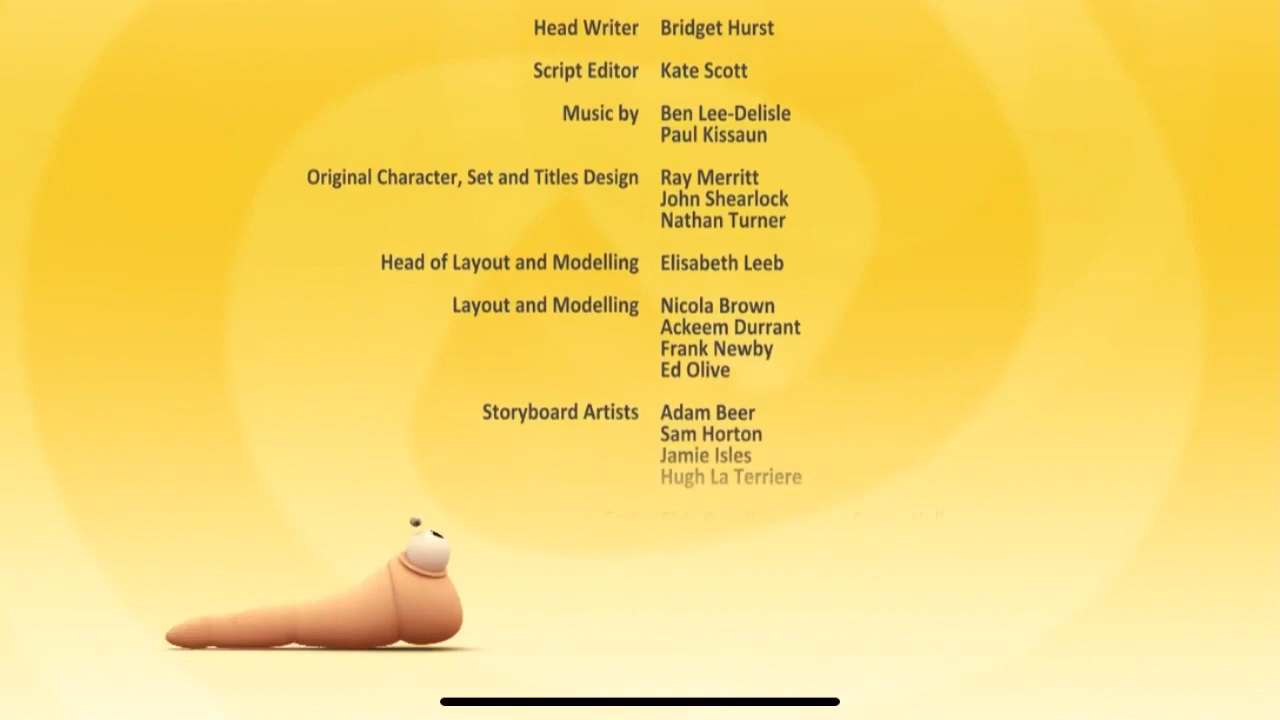 Head Writer Bridget Hurst
Script Editor Kate Scott
Music by Ben Lee-Delisle
Paul Kissaun
Original Character, Set and Titles Design Ray Merritt
John Shearlock
Nathan Turner
Head of Layout and Modelling Elisabeth Leeb
Layout and Modelling Nicola Brown
Ackeem Durrant
Frank Newby
Ed Olive
Storyboard Artists Adam Beer
Sam Horton
Jamie Isles
Hugh La Terriere